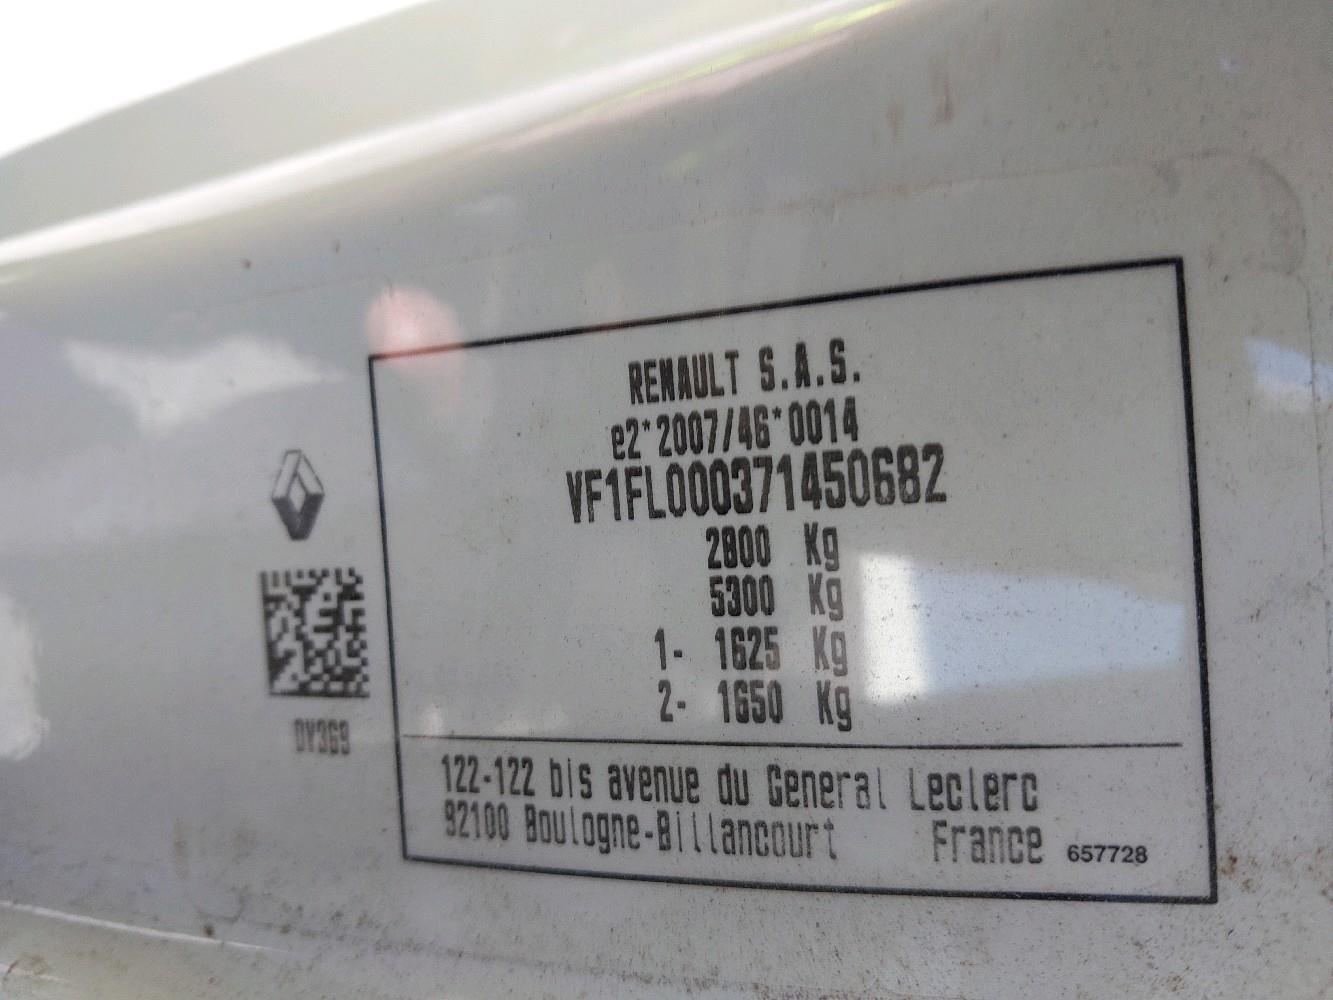 RENAULT S.A.S.
e2*2007/46*0014
VF1FL000371450682
2800 Kg
5300 Kg
1- 1625 Kg
2- 1650 Kg
DV369
122-122 bis avenue du General Leclerc
92100 Boulogne-Billancourt France 657728